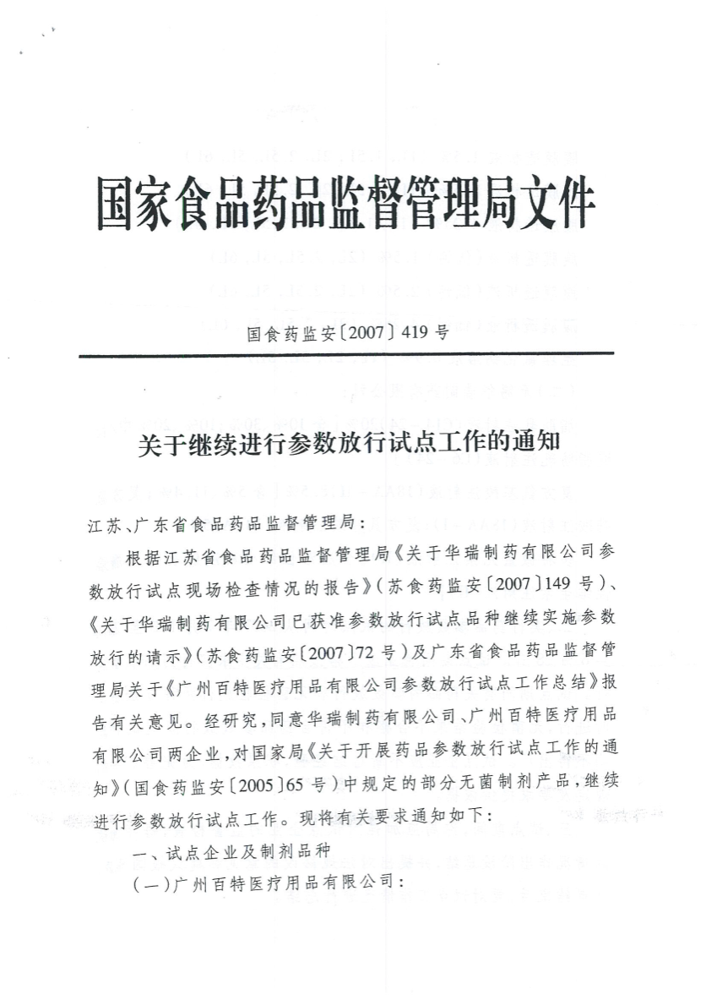 国家食品药品监督管理局文件
国食药监安〔2007〕419 号
关于继续进行参数放行试点工作的通知
江苏、广东省食品药品监督管理局：
根据江苏省食品药品监督管理局《关于华瑞制药有限公司参
数放行试点现场检查情况的报告》(苏食药监安〔2007〕149 号)、
《关于华瑞制药有限公司已获准参数放行试点品种继续实施参数
放行的请示》(苏食药监安〔2007〕72 号)及广东省食品药品监督管
理局关于《广州百特医疗用品有限公司参数放行试点工作总结》报
告有关意见。经研究,同意华瑞制药有限公司、广州百特医疗用品
有限公司两企业,对国家局《关于开展药品参数放行试点工作的通
知》(国食药监安〔2005〕65 号)中规定的部分无菌制剂产品,继续
进行参数放行试点工作。现将有关要求通知如下：
一、试点企业及制剂品种
(一)广州百特医疗用品有限公司：